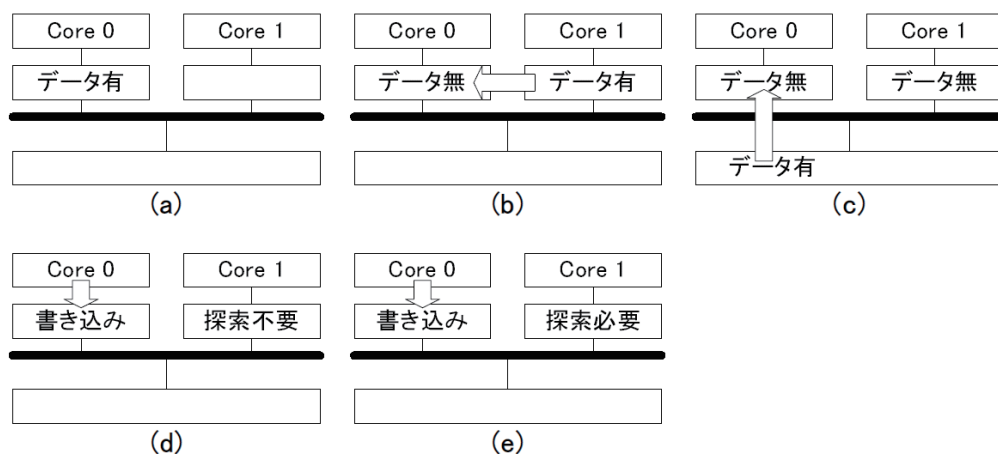 Core 0 Core 1 Core 0 Core 1 Core 0 Core 1
データ有 データ無 データ有 データ無 データ無
データ有
(a) (b) (c)
Core 0 Core 1 Core 0 Core 1
書き込み 探索不要 書き込み 探索必要
(d) (e)